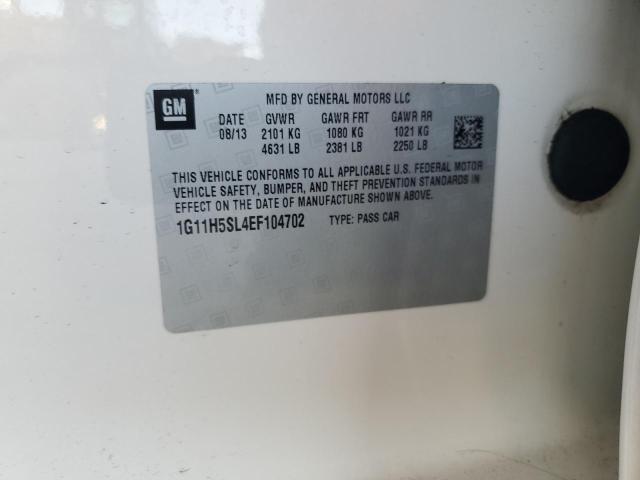 GM
MFD BY GENERAL MOTORS LLC
DATE GVWR GAWR FRT GAWR RR
08/13 2101 KG 1080 KG 1021 KG
4631 LB 2381 LB 2250 LB
THIS VEHICLE CONFORMS TO ALL APPLICABLE U.S. FEDERAL MOTOR
VEHICLE SAFETY, BUMPER, AND THEFT PREVENTION STANDARDS IN
EFFECT ON THE DATE OF MANUFACTURE SHOWN ABOVE.
1G11H5SL4EF104702 TYPE: PASS CAR